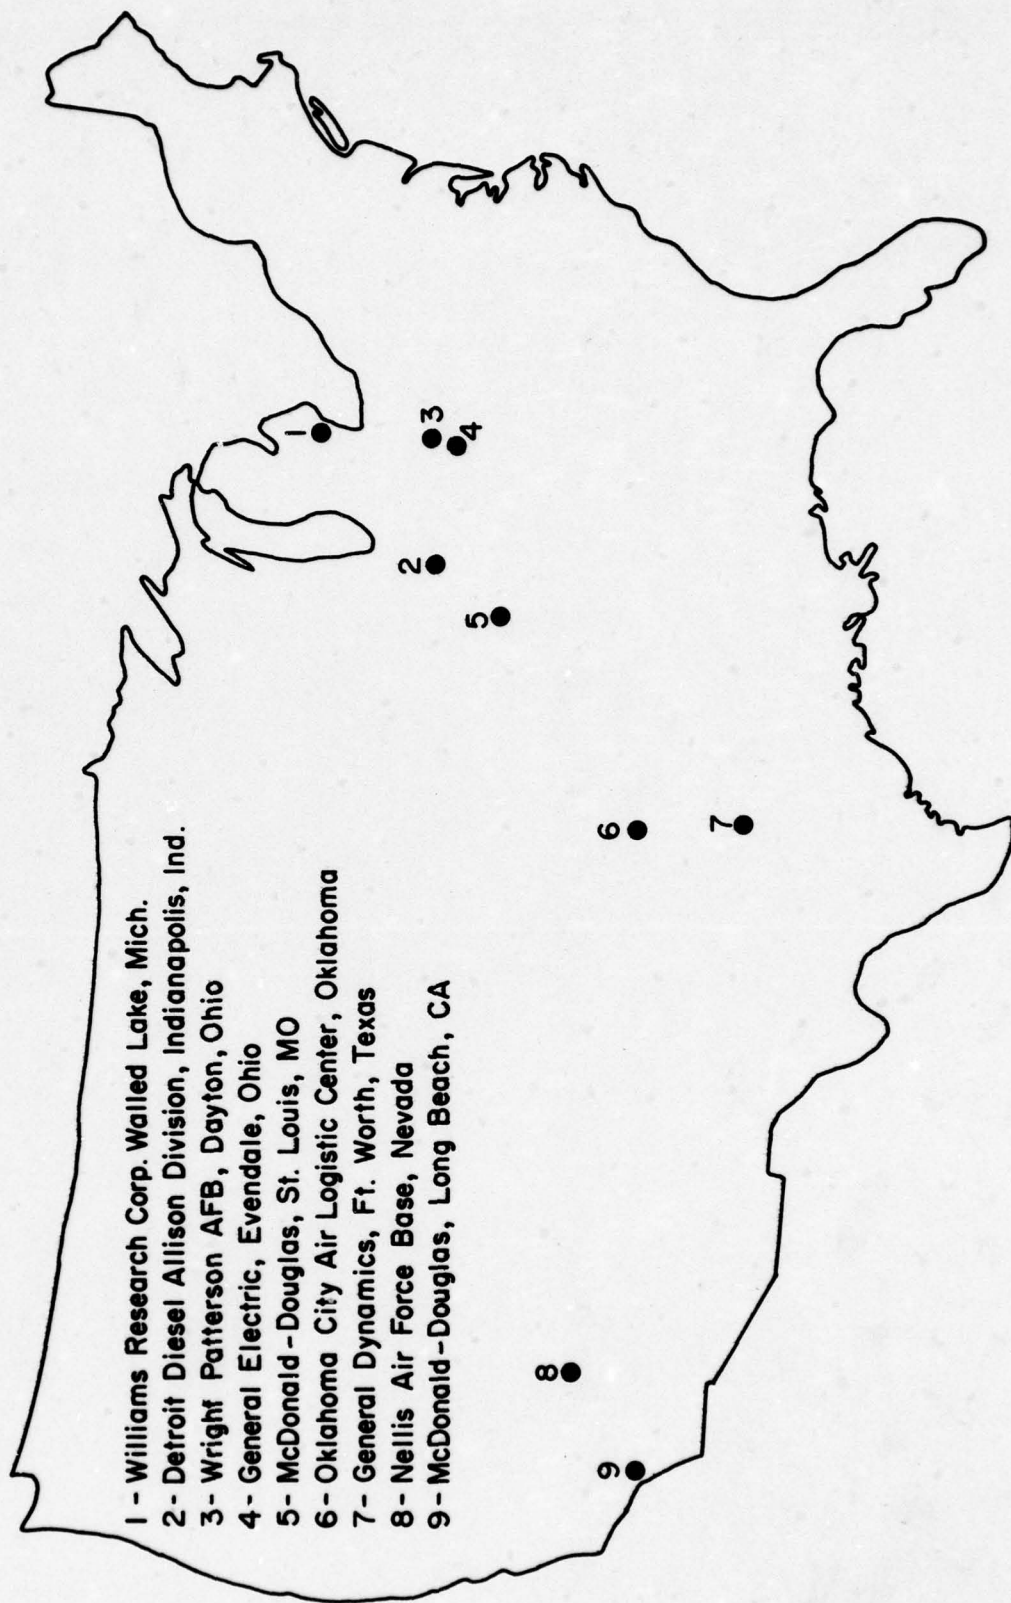 1 - Williams Research Corp. Walled Lake, Mich.
2 - Detroit Diesel Allison Division, Indianapolis, Ind.
3 - Wright Patterson AFB, Dayton, Ohio
4 - General Electric, Evendale, Ohio
5 - McDonald-Douglas, St. Louis, MO
6 - Oklahoma City Air Logistic Center, Oklahoma
7 - General Dynamics, Ft. Worth, Texas
8 - Nellis Air Force Base, Nevada
9 - McDonald-Douglas, Long Beach, CA
1
3
4
2
5
6
7
8
9